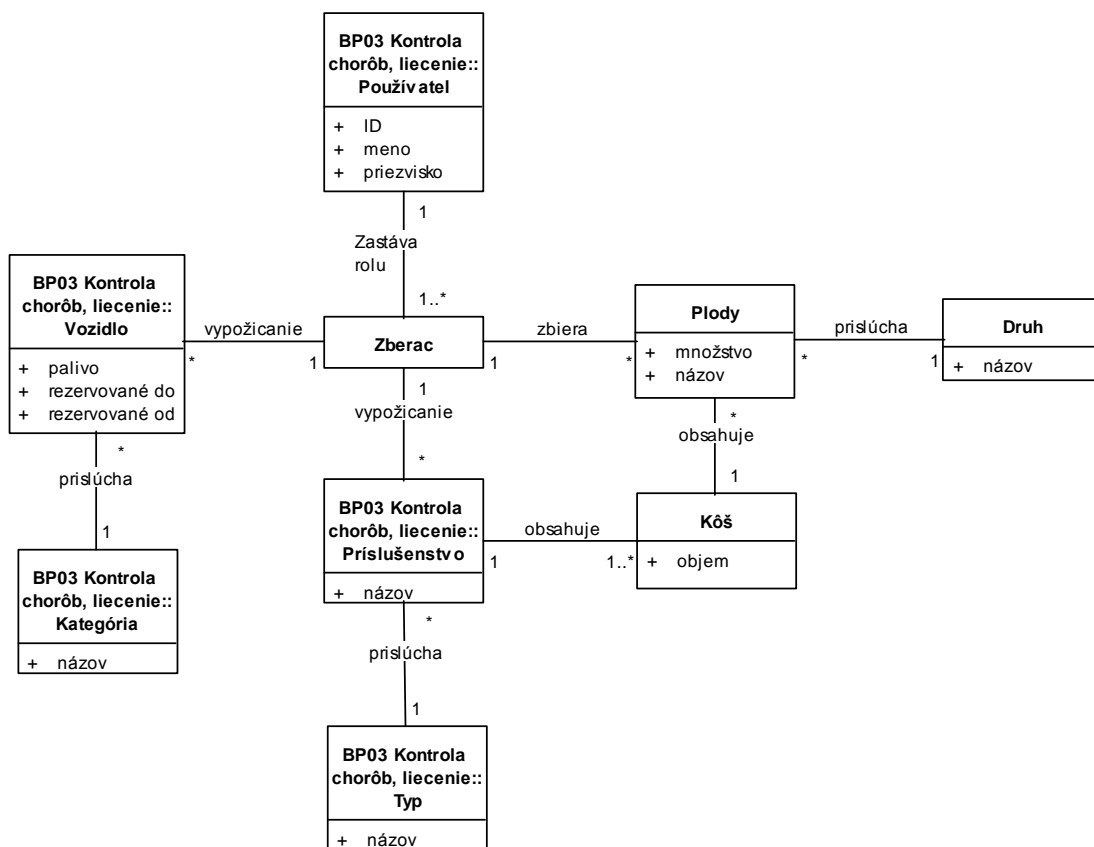 BP03 Kontrola
chorôb, liecenie::
Používatel
+ ID
+ meno
+ priezvisko
1
Zastáva
rolu
1..*
BP03 Kontrola
chorôb, liecenie::
Vozidlo
+ palivo
+ rezervované do
+ rezervované od
vypožicanie
*
1
Zberac
zbiera
1
*
Plody
+ množstvo
+ názov
prislúcha
*
1
Druh
+ názov
1
vypožicanie
*
*
obsahuje
1
*
prislúcha
1
BP03 Kontrola
chorôb, liecenie::
Kategória
+ názov
BP03 Kontrola
chorôb, liecenie::
Príslušenstvo
+ názov
obsahuje
1
1..*
Kôš
+ objem
*
prislúcha
1
BP03 Kontrola
chorôb, liecenie::
Typ
+ názov